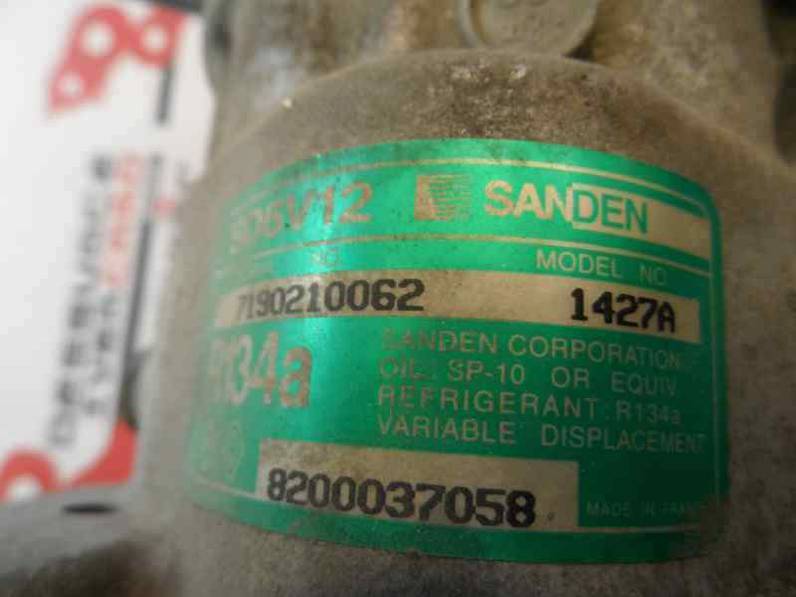 SANDEN
NO. MODEL NO
7190210062 1427A
R134a
SANDEN CORPORATION
OIL: SP-10 OR EQUIV
REFRIGERANT: R134a
VARIABLE DISPLACEMENT
8200037058
MADE IN FRANCE